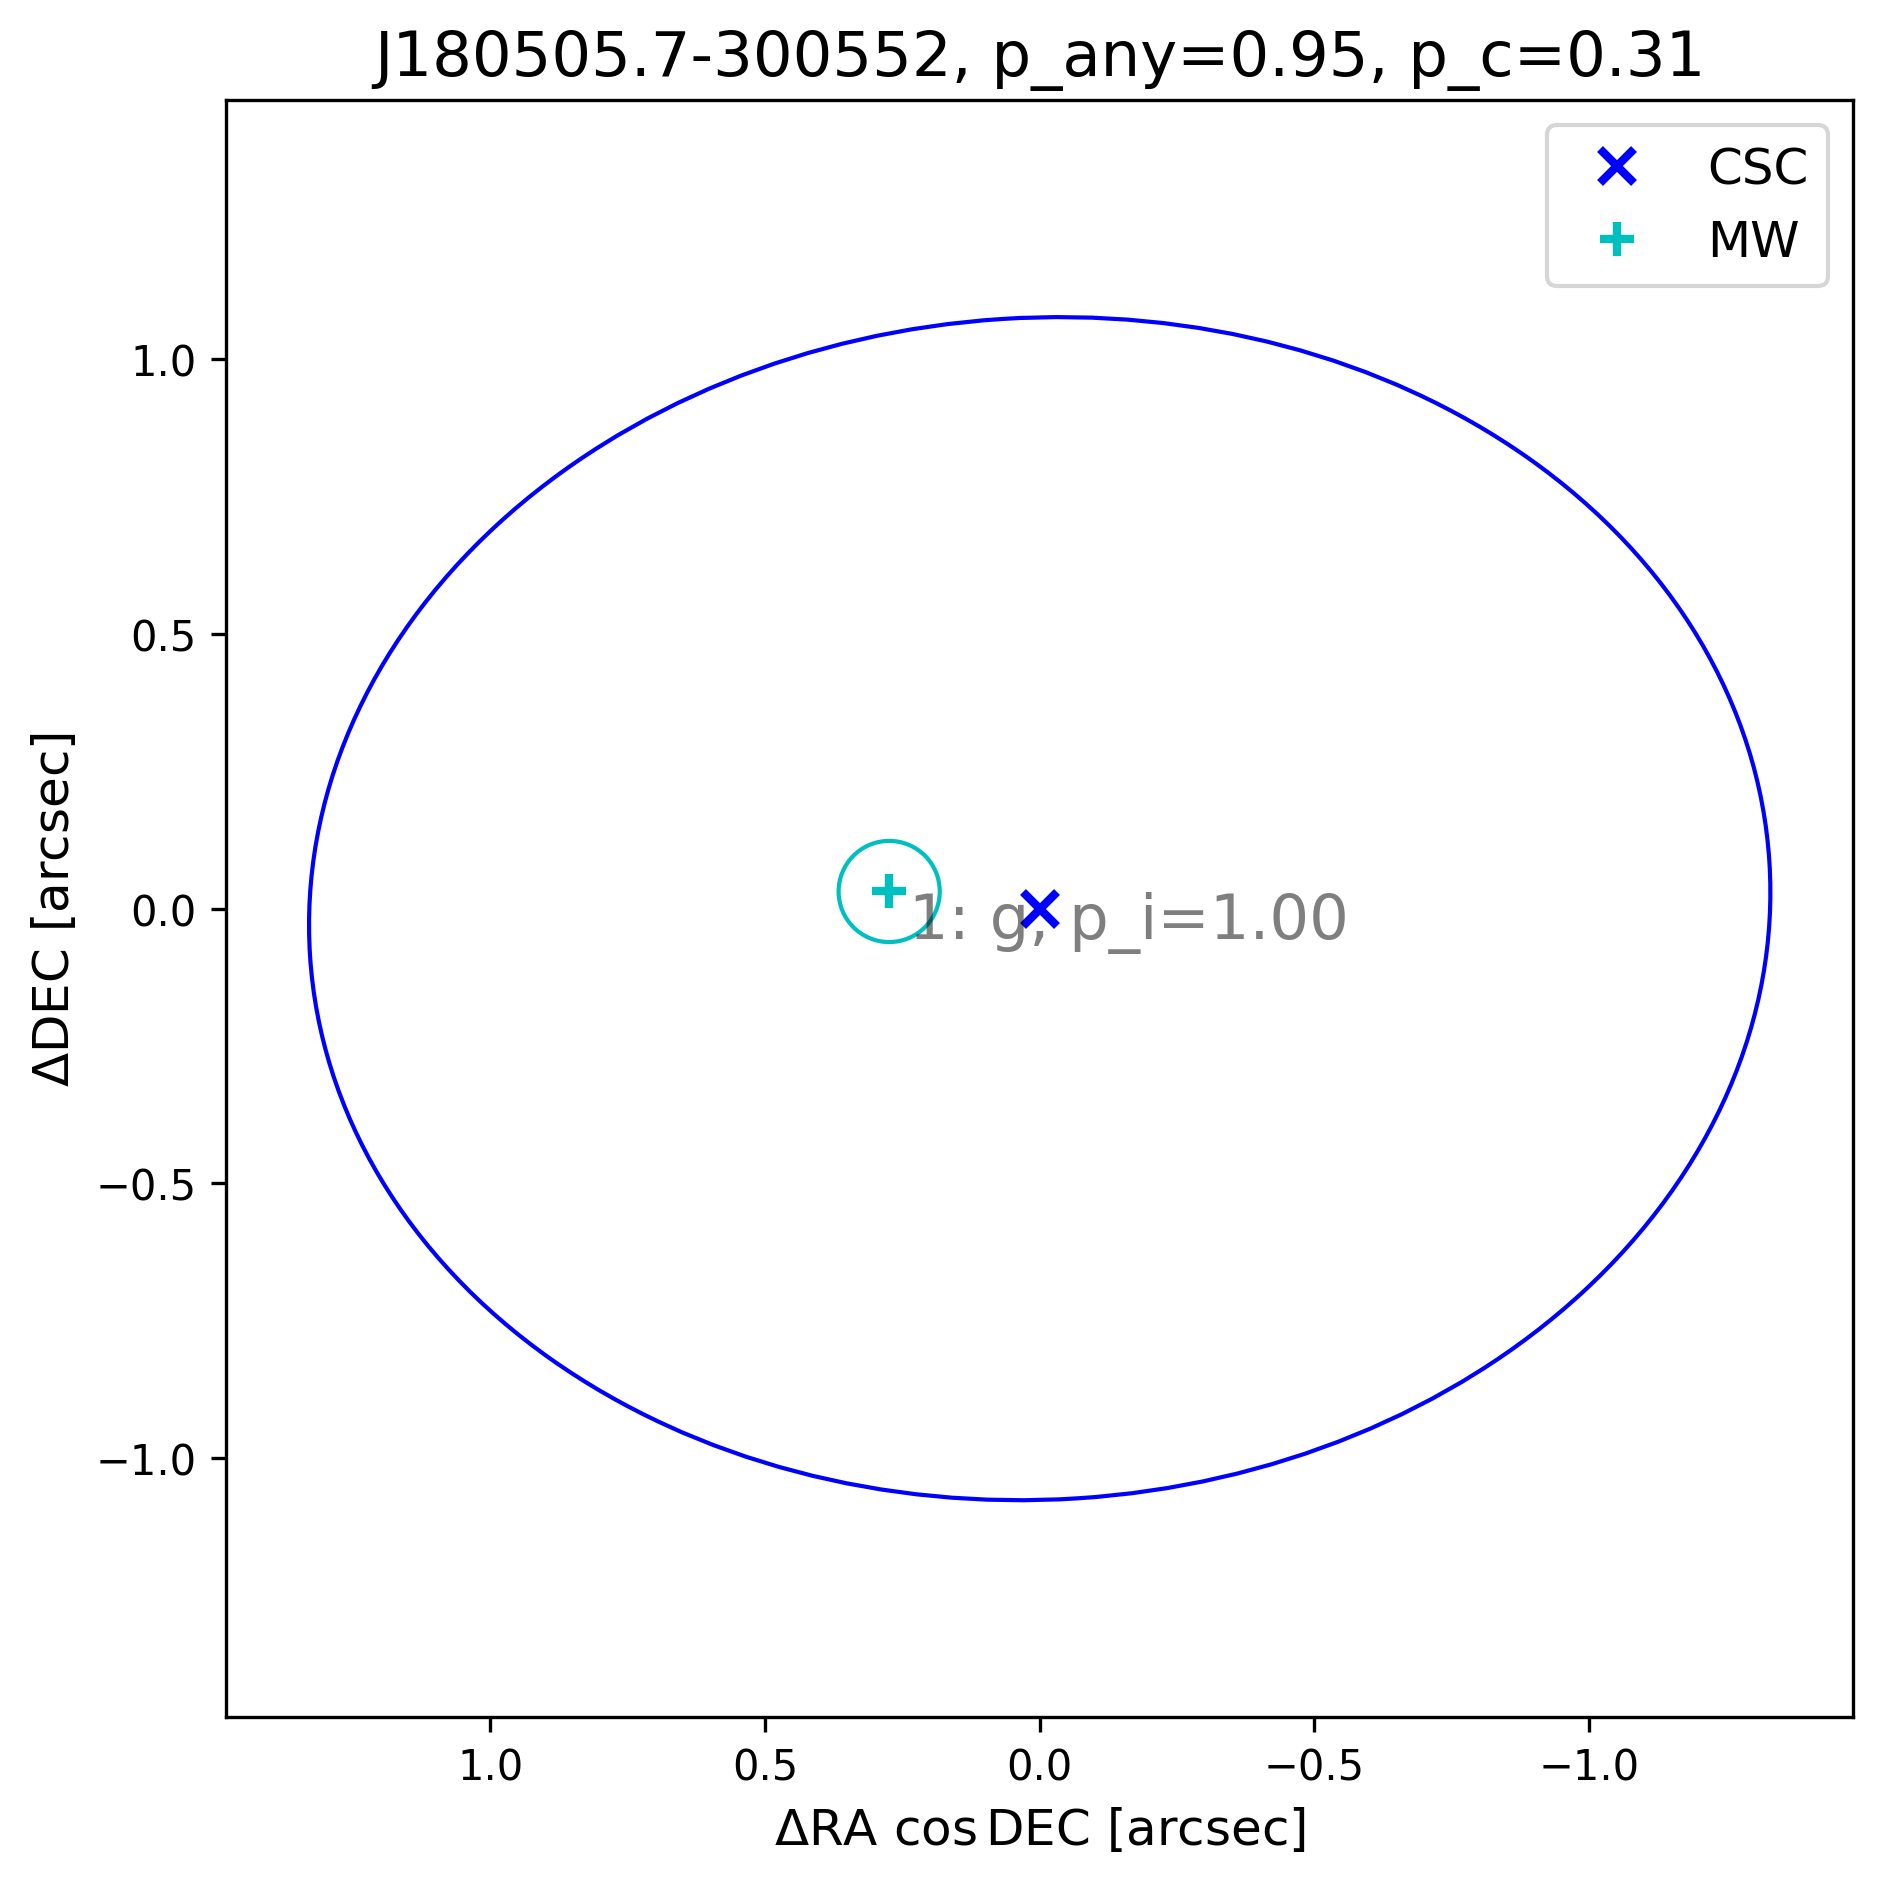 J180505.7-300552, p_any=0.95, p_c=0.31
CSC
MW
1.0
0.5
0.0
−0.5
−1.0
ΔDEC [arcsec]
1: g, p_i=1.00
1.0 0.5 0.0 −0.5 −1.0
ΔRA cos DEC [arcsec]